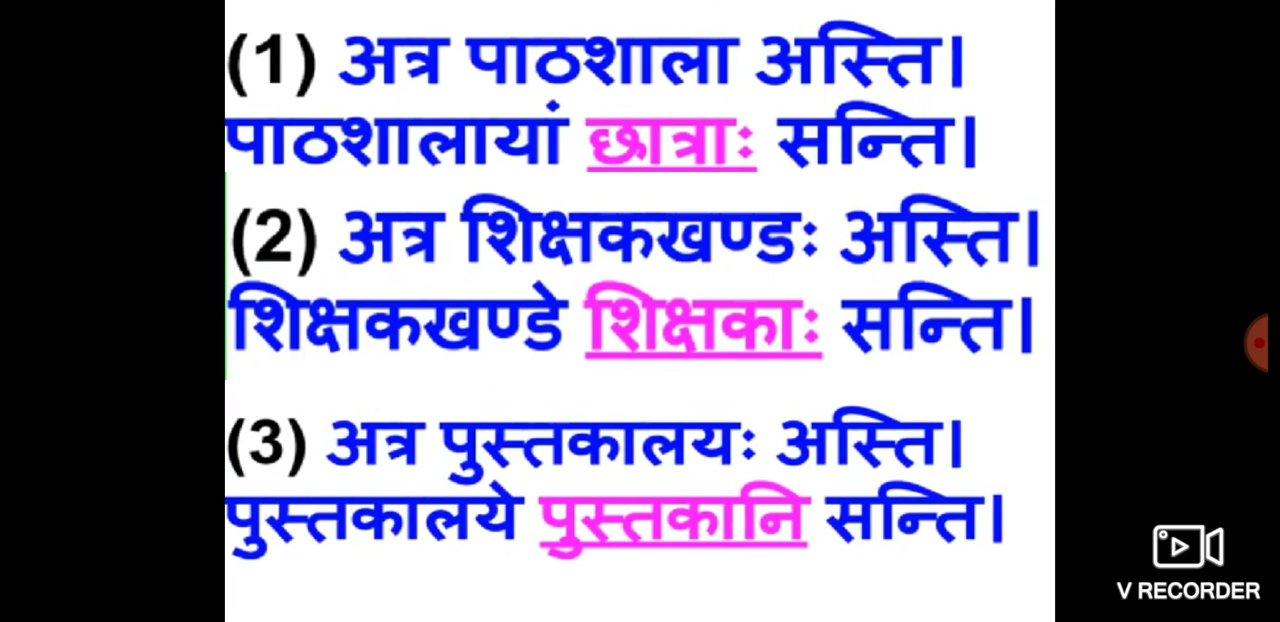 (1) अत्र पाठशाला अस्ति।
पाठशालायां छात्राः सन्ति।
(2) अत्र शिक्षकखण्डः अस्ति।
शिक्षकखण्डे शिक्षकाः सन्ति।
(3) अत्र पुस्तकालयः अस्ति।
पुस्तकालये पुस्तकानि सन्ति।
V RECORDER